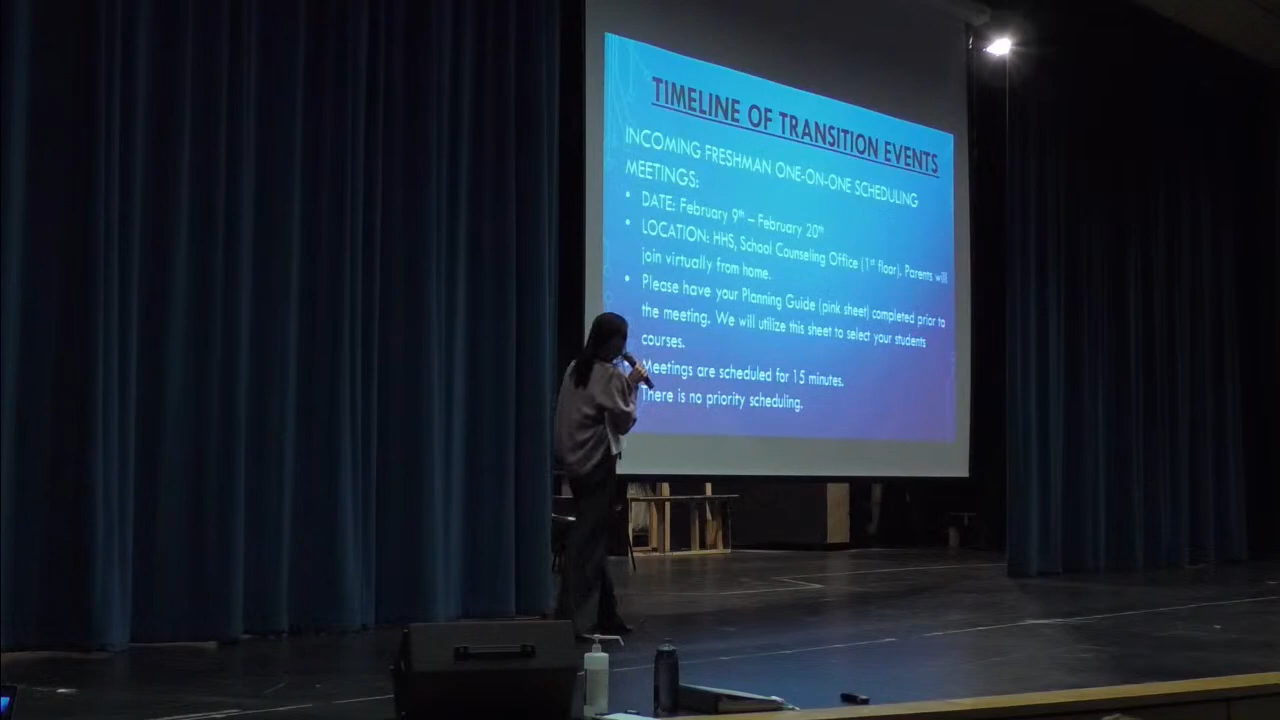 TIMELINE OF TRANSITION EVENTS
INCOMING FRESHMAN ONE-ON-ONE SCHEDULING
MEETINGS:
• DATE: February 9th – February 20th
• LOCATION: HHS, School Counseling Office (1st floor). Parents will
join virtually from home.
• Please have your Planning Guide (pink sheet) completed prior to
the meeting. We will utilize this sheet to select your students
courses.
Meetings are scheduled for 15 minutes.
There is no priority scheduling.